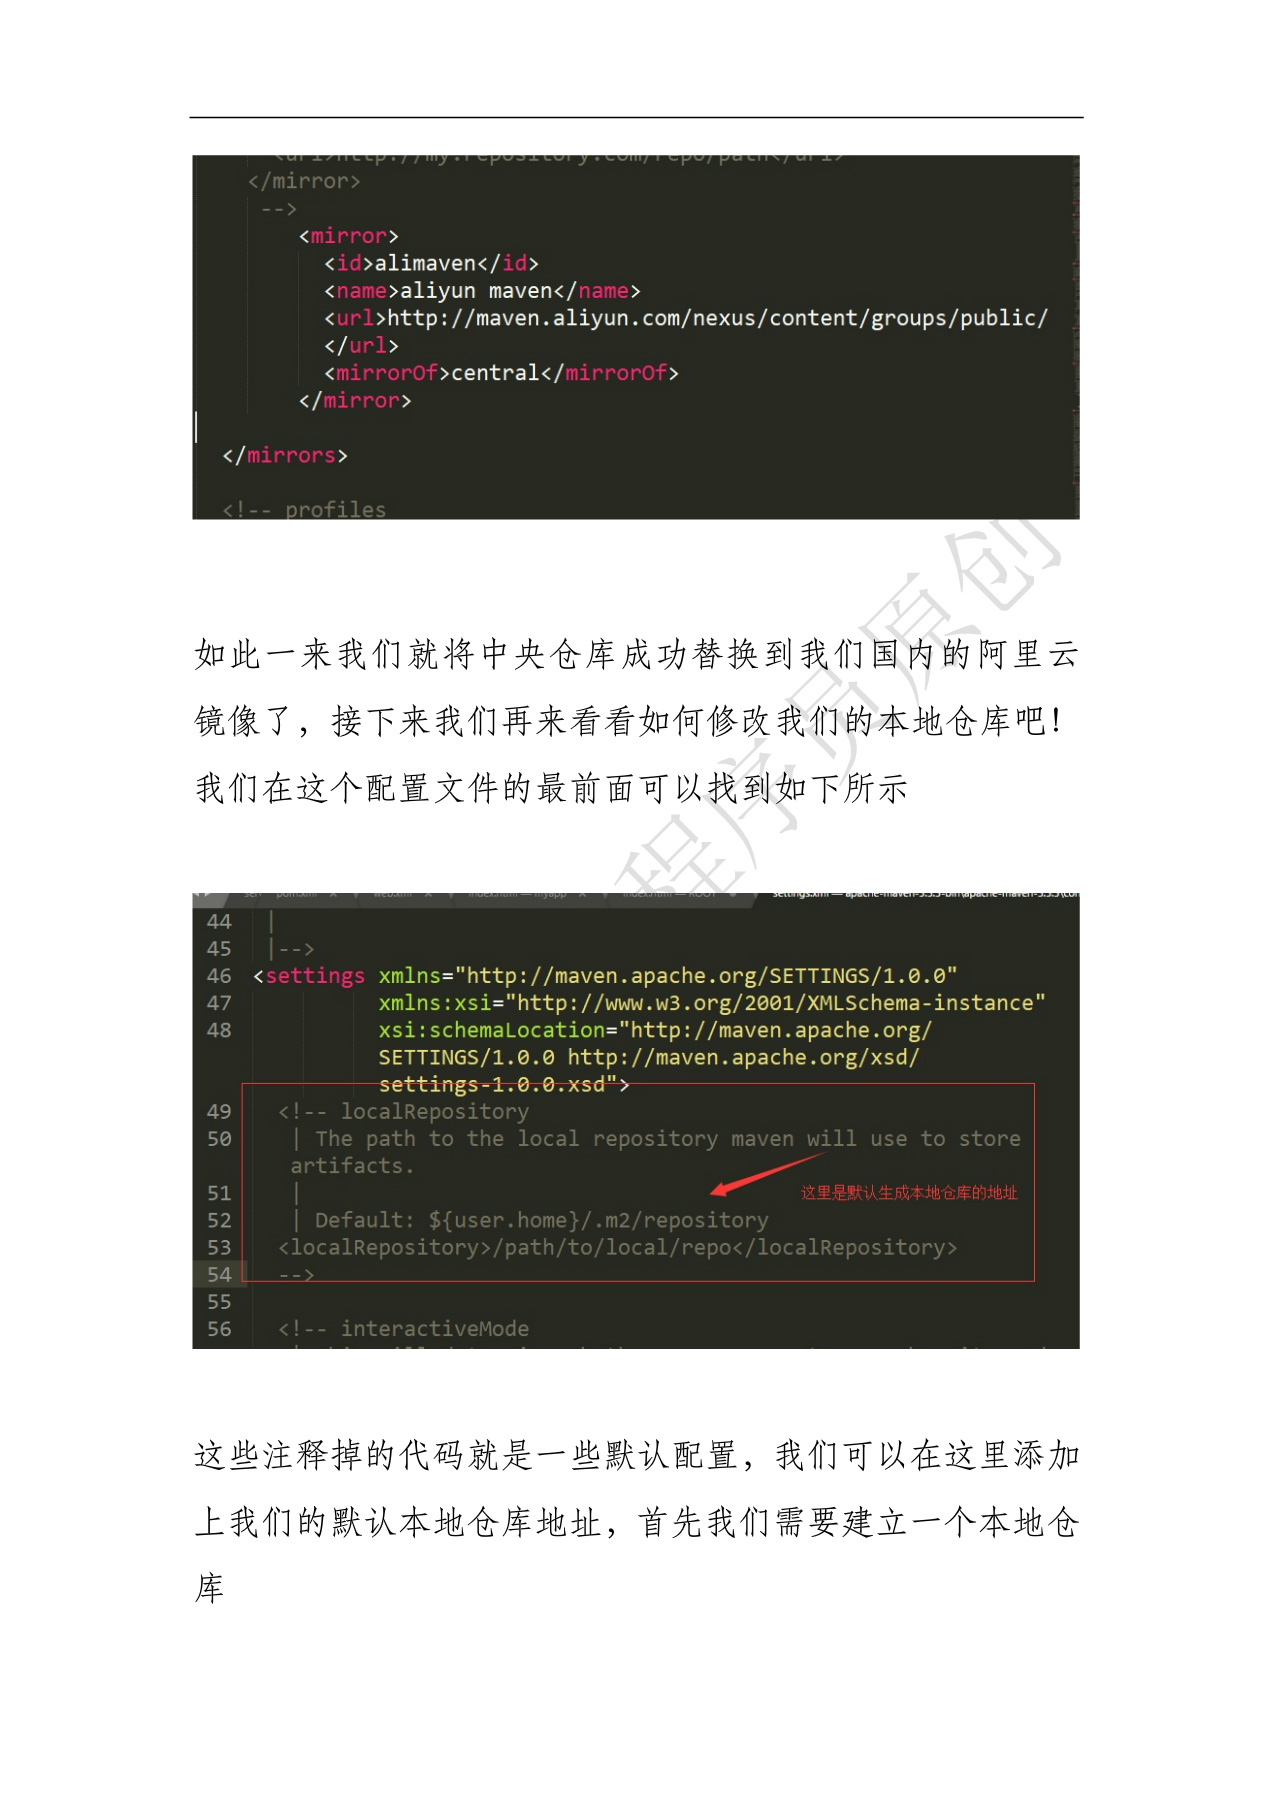 <url>http://my.repository.com/repo/path</url>
</mirror>
-->
<mirror>
<id>alimaven</id>
<name>aliyun maven</name>
<url>http://maven.aliyun.com/nexus/content/groups/public/
</url>
<mirrorOf>central</mirrorOf>
</mirror>
</mirrors>
<!-- profiles
如此一来我们就将中央仓库成功替换到我们国内的阿里云
镜像了，接下来我们再来看看如何修改我们的本地仓库吧！
我们在这个配置文件的最前面可以找到如下所示
程序员原创
44 |
45 |-->
46 <settings xmlns="http://maven.apache.org/SETTINGS/1.0.0"
47 xmlns:xsi="http://www.w3.org/2001/XMLSchema-instance"
48 xsi:schemaLocation="http://maven.apache.org/
SETTINGS/1.0.0 http://maven.apache.org/xsd/
settings-1.0.0.xsd">
49 <!-- localRepository
50 | The path to the local repository maven will use to store
artifacts.
51 |
这里是默认生成本地仓库的地址
52 | Default: ${user.home}/.m2/repository
53 <localRepository>/path/to/local/repo</localRepository>
54 -->
55
56 <!-- interactiveMode
这些注释掉的代码就是一些默认配置，我们可以在这里添加
上我们的默认本地仓库地址，首先我们需要建立一个本地仓
库